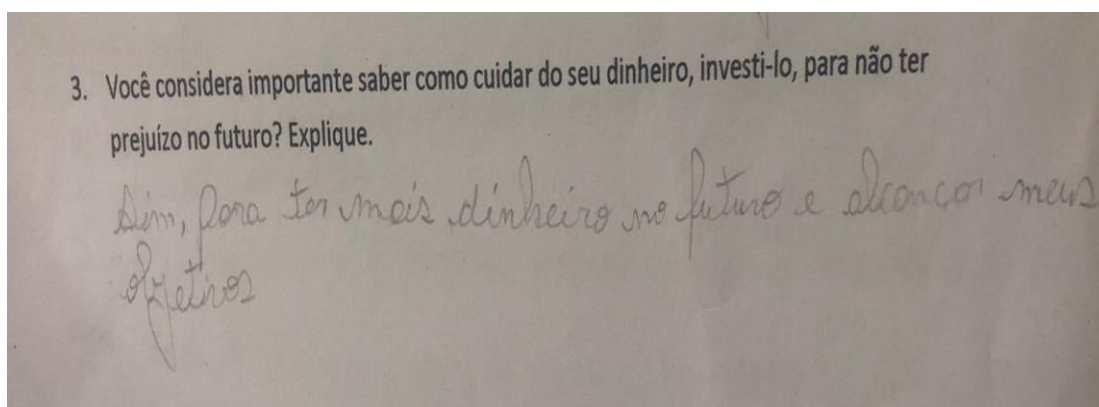 3. Você considera importante saber como cuidar do seu dinheiro, investi-lo, para não ter
prejuízo no futuro? Explique.
Sim, para ter mais dinheiro no futuro e alcançar meus
objetivos